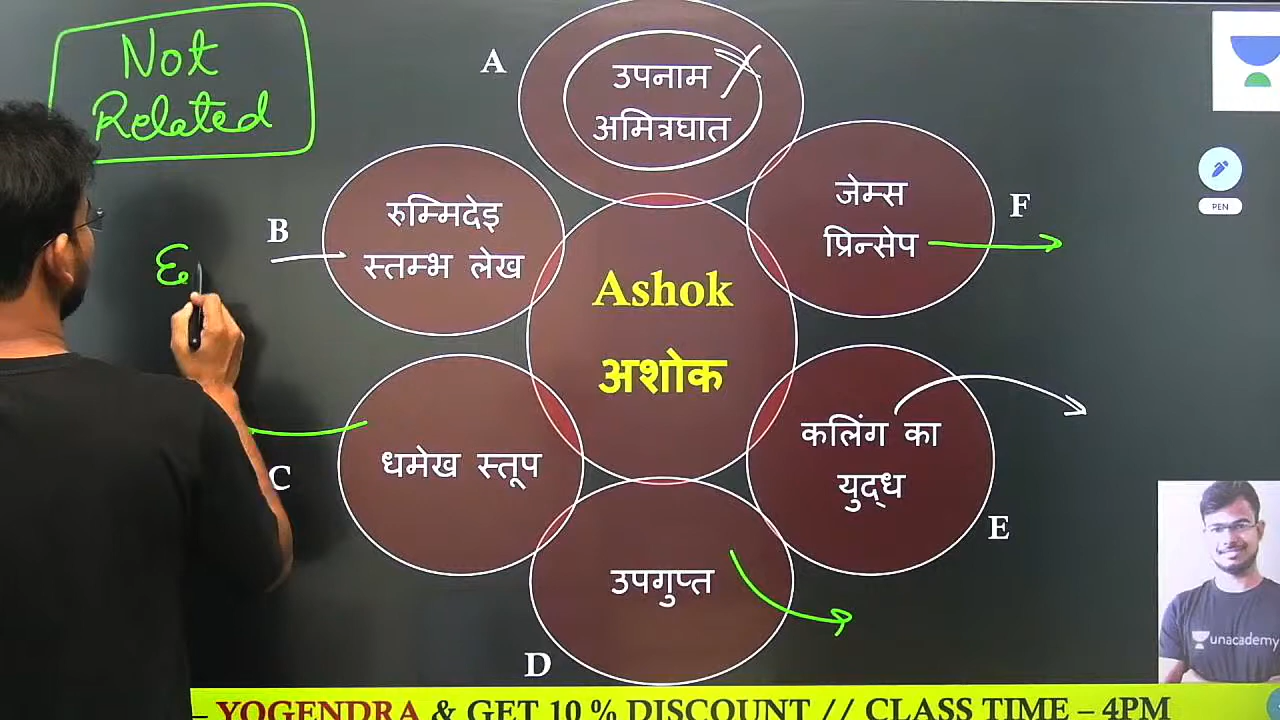 Not
Related
A
उपनाम
अमित्रघात
B
रुम्मिदेइ
स्तम्भ लेख
जेम्स
प्रिन्सेप
F
PEN
Ashok
अशोक
C
धमेख स्तूप
कलिंग का
युद्ध
E
उपगुप्त
D
unacademy
– YOGENDRA & GET 10 % DISCOUNT // CLASS TIME – 4PM